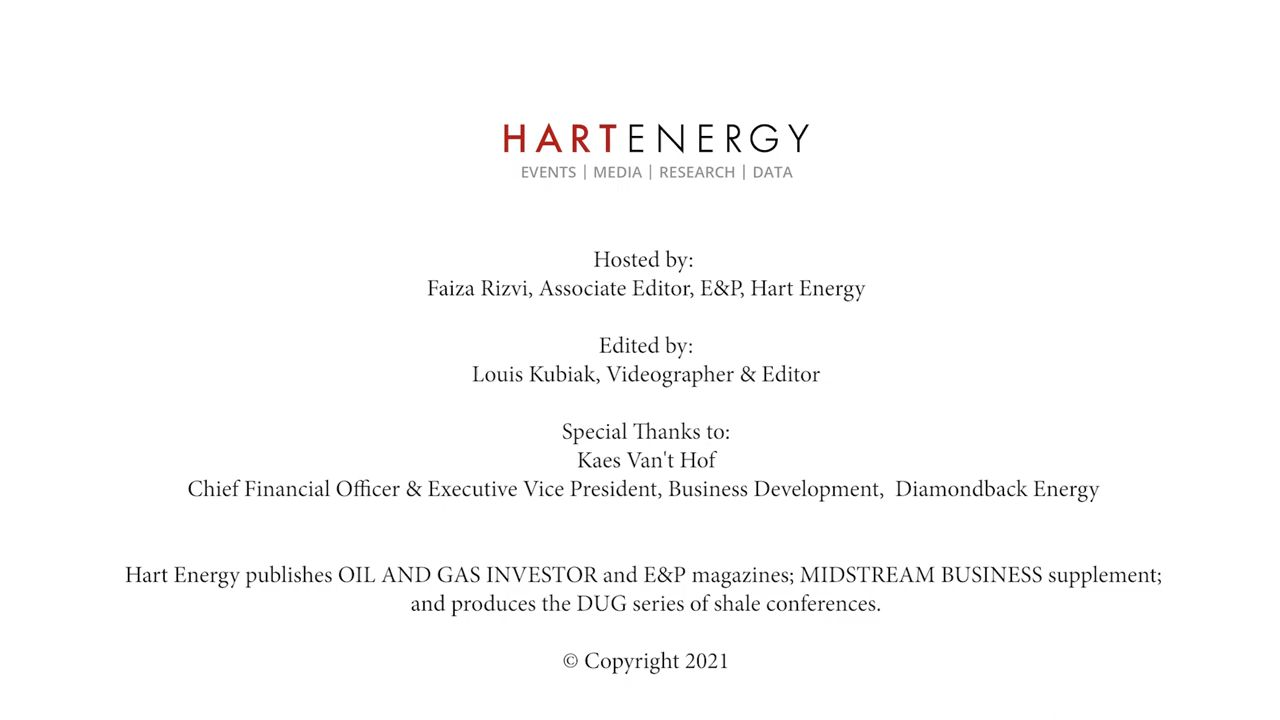 HARTENERGY
EVENTS | MEDIA | RESEARCH | DATA
Hosted by:
Faiza Rizvi, Associate Editor, E&P, Hart Energy
Edited by:
Louis Kubiak, Videographer & Editor
Special Thanks to:
Kaes Van't Hof
Chief Financial Officer & Executive Vice President, Business Development, Diamondback Energy
Hart Energy publishes OIL AND GAS INVESTOR and E&P magazines; MIDSTREAM BUSINESS supplement;
and produces the DUG series of shale conferences.
© Copyright 2021